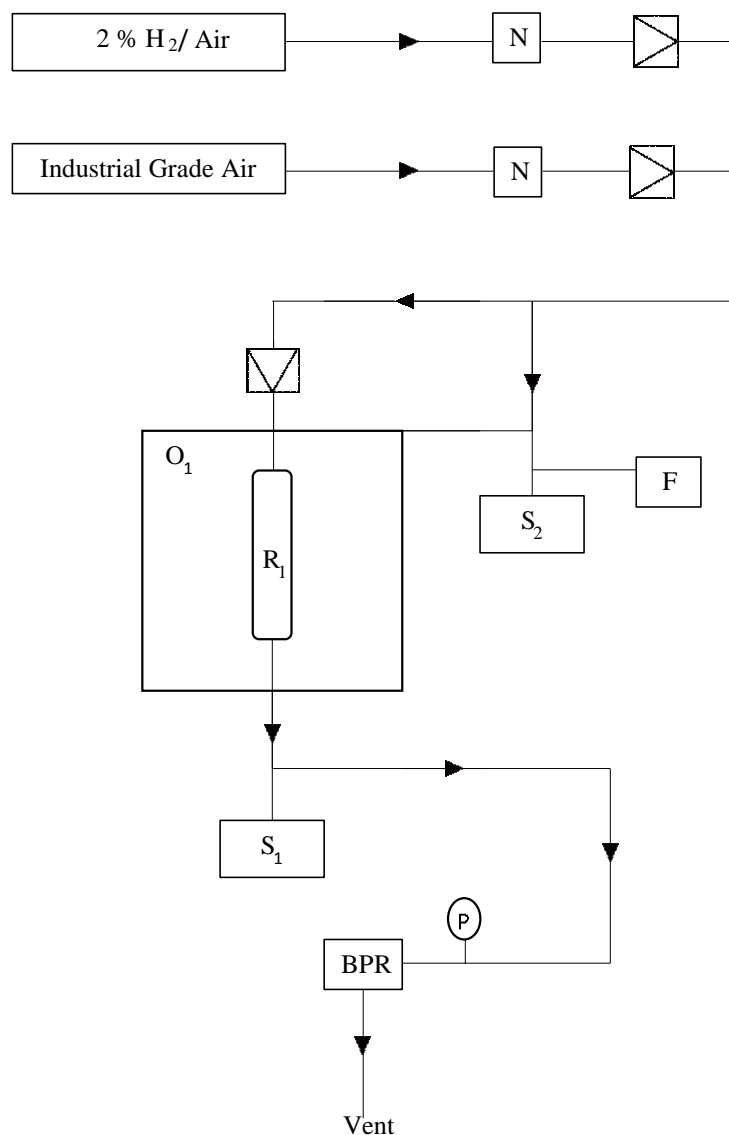 2 % H₂/ Air
N
Industrial Grade Air
N
O₁
F
S₂
R₁
S₁
P
BPR
Vent